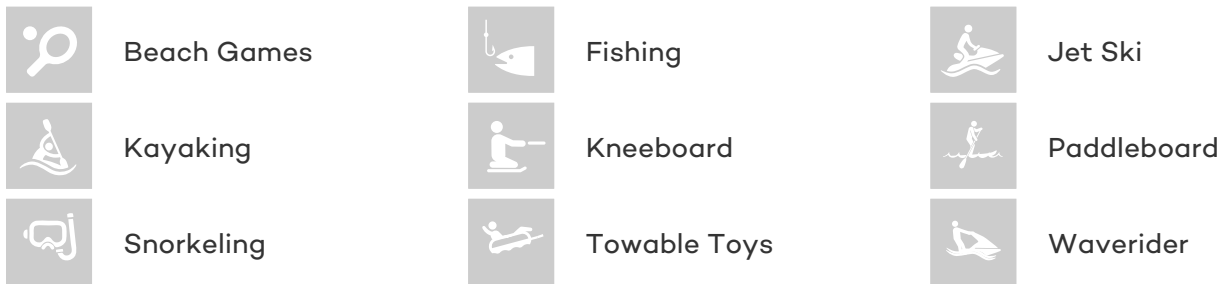 Beach Games
Fishing
Jet Ski
Kayaking
Kneeboard
Paddleboard
Snorkeling
Towable Toys
Waverider